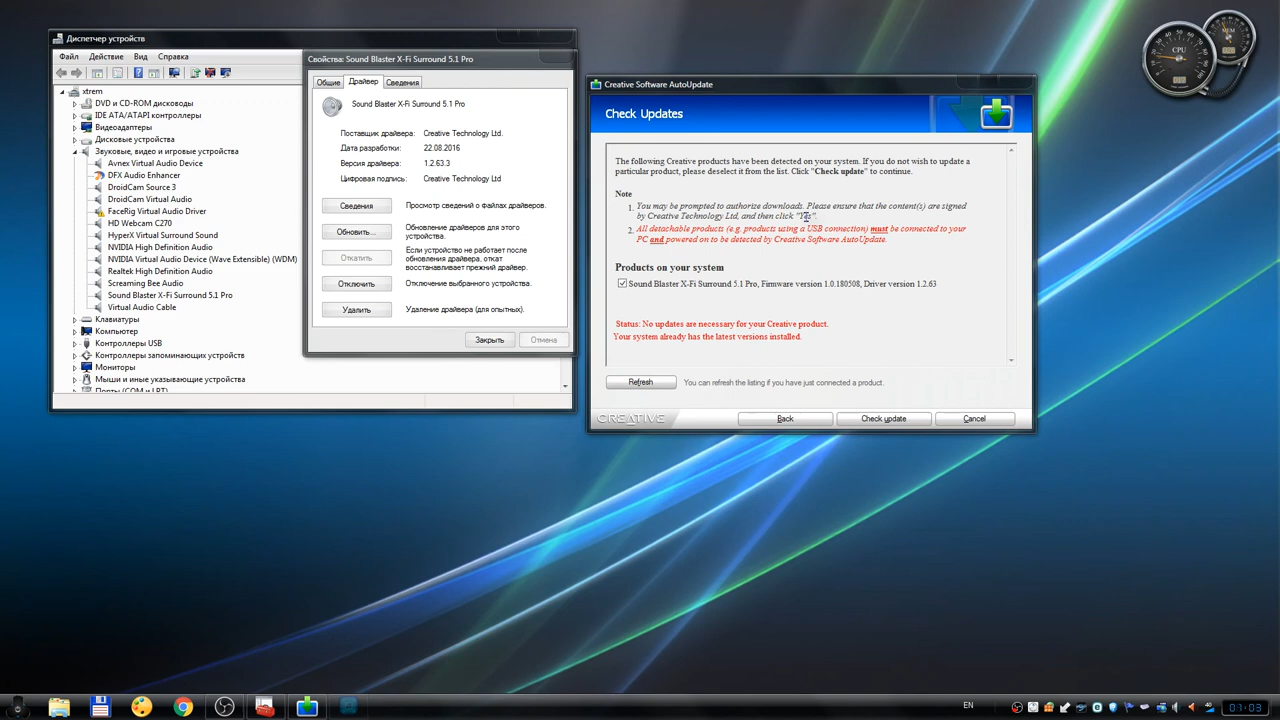 Диспетчер устройств
Файл Действие Вид Справка
xtrem
DVD и CD-ROM дисководы
IDE ATA/ATAPI контроллеры
Видеоадаптеры
Дисковые устройства
Звуковые, видео и игровые устройства
Avnex Virtual Audio Device
DFX Audio Enhancer
DroidCam Source 3
DroidCam Virtual Audio
FaceRig Virtual Audio Driver
HD Webcam C270
HyperX Virtual Surround Sound
NVIDIA High Definition Audio
NVIDIA Virtual Audio Device (Wave Extensible) (WDM)
Realtek High Definition Audio
Screaming Bee Audio
Sound Blaster X-Fi Surround 5.1 Pro
Virtual Audio Cable
Клавиатуры
Компьютер
Контроллеры USB
Контроллеры запоминающих устройств
Мониторы
Мыши и иные указывающие устройства
Порты (COM и LPT)
Свойства: Sound Blaster X-Fi Surround 5.1 Pro
Общие Драйвер Сведения
Sound Blaster X-Fi Surround 5.1 Pro
Поставщик драйвера: Creative Technology Ltd.
Дата разработки: 22.08.2016
Версия драйвера: 1.2.63.3
Цифровая подпись: Creative Technology Ltd
Сведения Просмотр сведений о файлах драйверов.
Обновить... Обновление драйверов для этого
устройства.
Откатить Если устройство не работает после
обновления драйвера, откат
восстанавливает прежний драйвер.
Отключить Отключение выбранного устройства.
Удалить Удаление драйвера (для опытных).
Закрыть Отмена
Creative Software AutoUpdate
Check Updates
The following Creative products have been detected on your system. If you do not wish to update a
particular product, please deselect it from the list. Click "Check update" to continue.
Note
1. You may be prompted to authorize downloads. Please ensure that the content(s) are signed
by Creative Technology Ltd, and then click "Yes".
2. All detachable products (e.g. products using a USB connection) must be connected to your
PC and powered on to be detected by Creative Software AutoUpdate.
Products on your system
Sound Blaster X-Fi Surround 5.1 Pro, Firmware version 1.0.180508, Driver version 1.2.63
Status: No updates are necessary for your Creative product.
Your system already has the latest versions installed.
Refresh You can refresh the listing if you have just connected a product.
CREATIVE Back Check update Cancel
CPU
MEM
EN
01:03